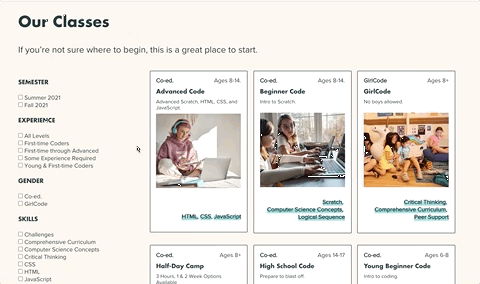 Our Classes
If you're not sure where to begin, this is a great place to start.
SEMESTER
Summer 2021
Fall 2021
EXPERIENCE
All Levels
First-time Coders
First-time through Advanced
Some Experience Required
Young & First-time Coders
GENDER
Co-ed.
GirlCode
SKILLS
Challenges
Comprehensive Curriculum
Computer Science Concepts
Critical Thinking
CSS
HTML
JavaScript
Co-ed. Ages 8-14.
Advanced Code
Advanced Scratch, HTML, CSS, and
JavaScript.
HTML, CSS, JavaScript
Co-ed. Ages 8-14.
Beginner Code
Intro to Scratch.
Scratch,
Computer Science Concepts,
Logical Sequence
GirlCode Ages 8+
GirlCode
No boys allowed.
Critical Thinking,
Comprehensive Curriculum,
Peer Support
Co-ed. Ages 8+
Half-Day Camp
3 Hours, 1 & 2 Week Options
Available
Co-ed. Ages 14-17
High School Code
Prepare to blast off.
Co-ed. Ages 6-8
Young Beginner Code
Intro to coding.